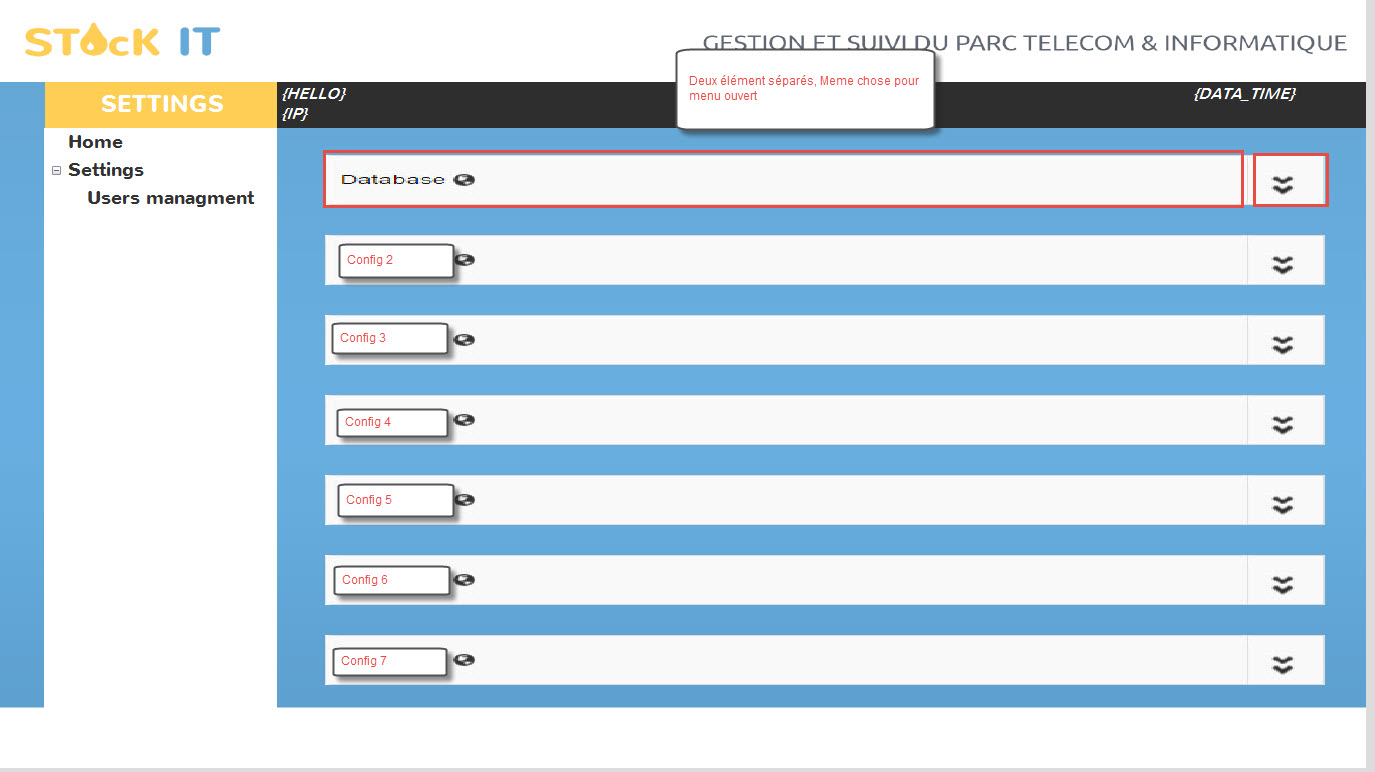 STOcK IT
GESTION ET SUIVI DU PARC TELECOM & INFORMATIQUE
SETTINGS
{HELLO}
{IP}
{DATA_TIME}
Deux élément séparés, Meme chose pour
menu ouvert
Home
Settings
Users managment
Database
Config 2
Config 3
Config 4
Config 5
Config 6
Config 7